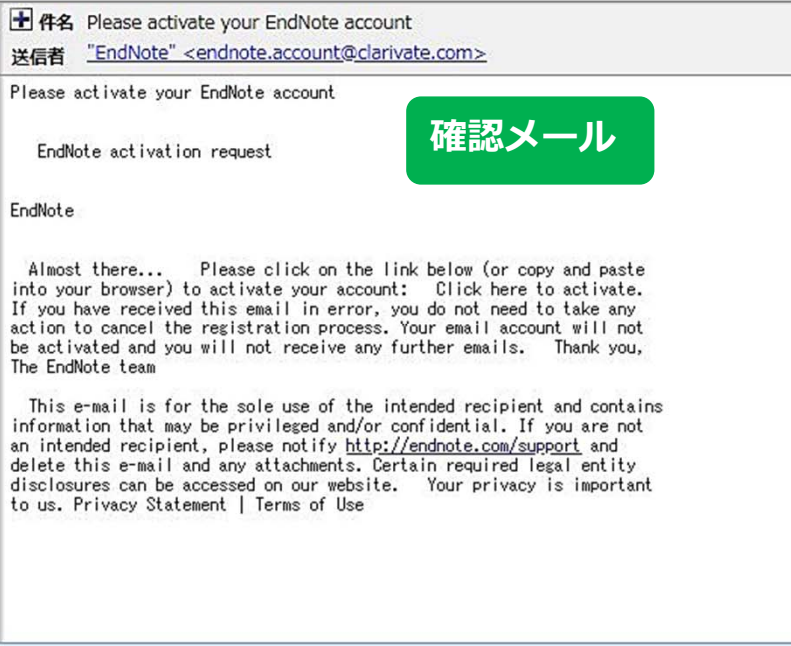 件名 Please activate your EndNote account
送信者 "EndNote" <endnote.account@clarivate.com>
Please activate your EndNote account
確認メール
EndNote activation request
EndNote
Almost there... Please click on the link below (or copy and paste
into your browser) to activate your account: Click here to activate.
If you have received this email in error, you do not need to take any
action to cancel the registration process. Your email account will not
be activated and you will not receive any further emails. Thank you,
The EndNote team
This e-mail is for the sole use of the intended recipient and contains
information that may be privileged and/or confidential. If you are not
an intended recipient, please notify http://endnote.com/support and
delete this e-mail and any attachments. Certain required legal entity
disclosures can be accessed on our website. Your privacy is important
to us. Privacy Statement | Terms of Use